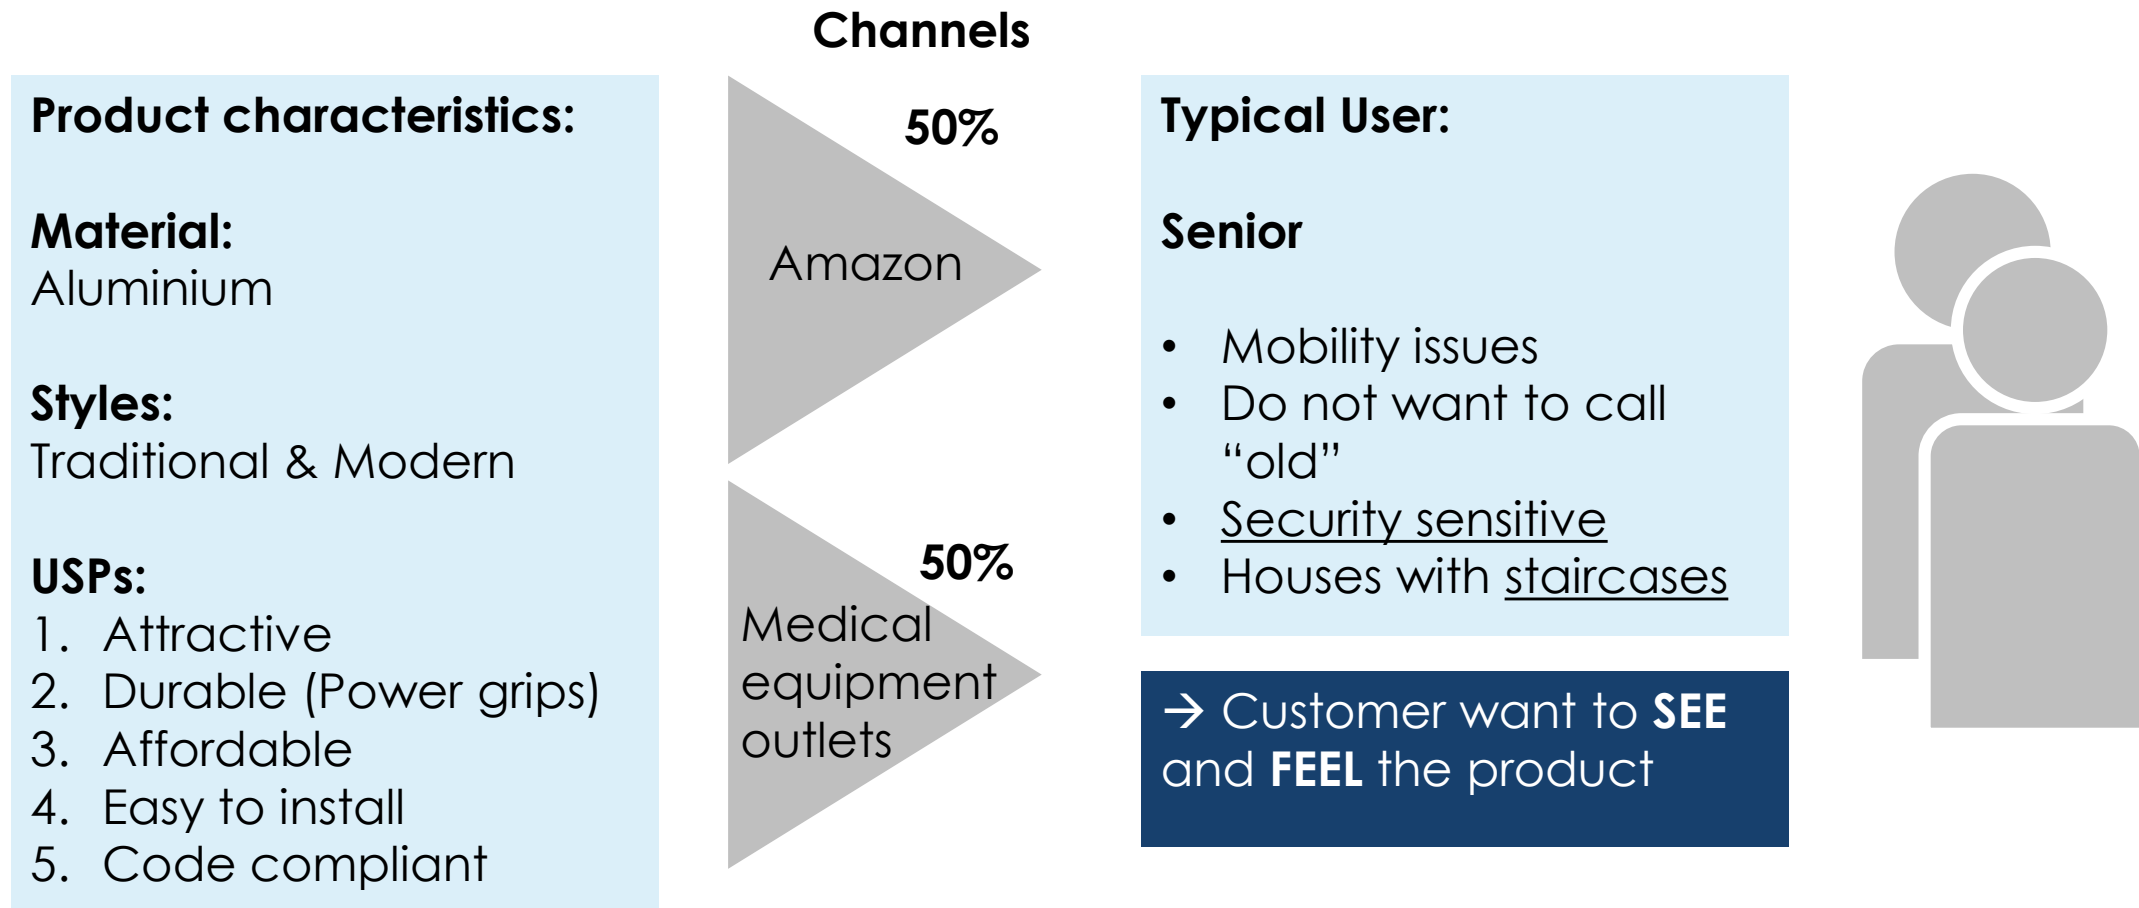 Channels
Product characteristics:
Material:
Aluminium
Styles:
Traditional & Modern
USPs:
1. Attractive
2. Durable (Power grips)
3. Affordable
4. Easy to install
5. Code compliant
50%
Amazon
50%
Medical
equipment
outlets
Typical User:
Senior
• Mobility issues
• Do not want to call
“old”
• Security sensitive
• Houses with staircases
→ Customer want to SEE
and FEEL the product